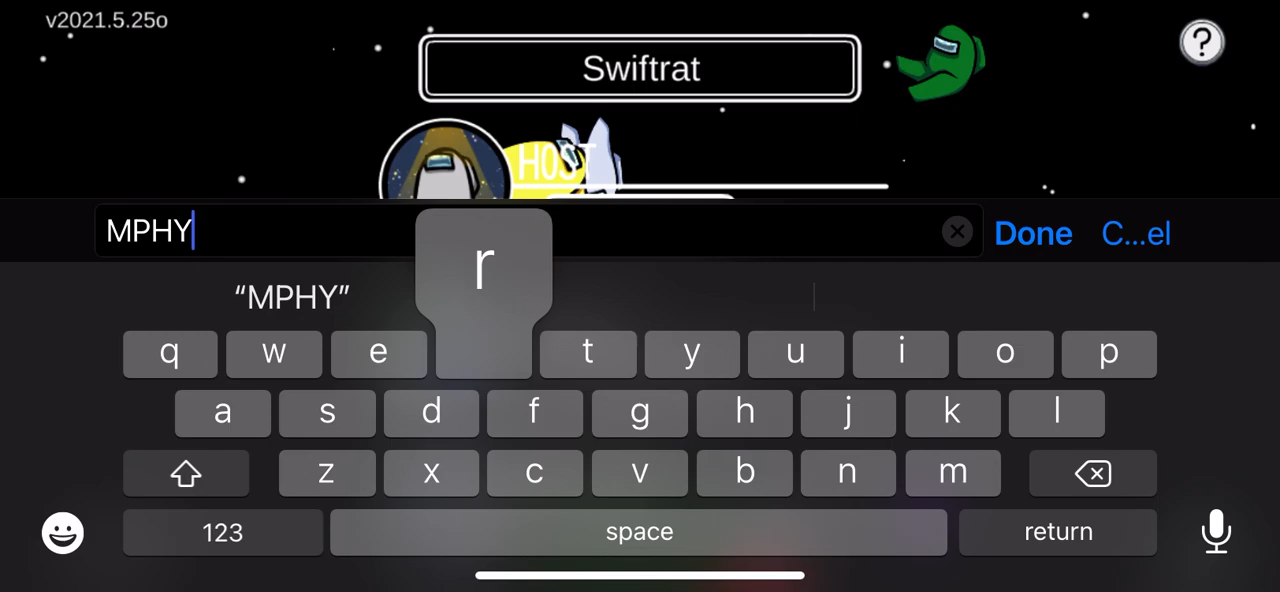 v2021.5.25o
?
Swiftrat
HOST
MPHY
Done C...el
“MPHY”
r
q w e t y u i o p
a s d f g h j k l
z x c v b n m
123 space return